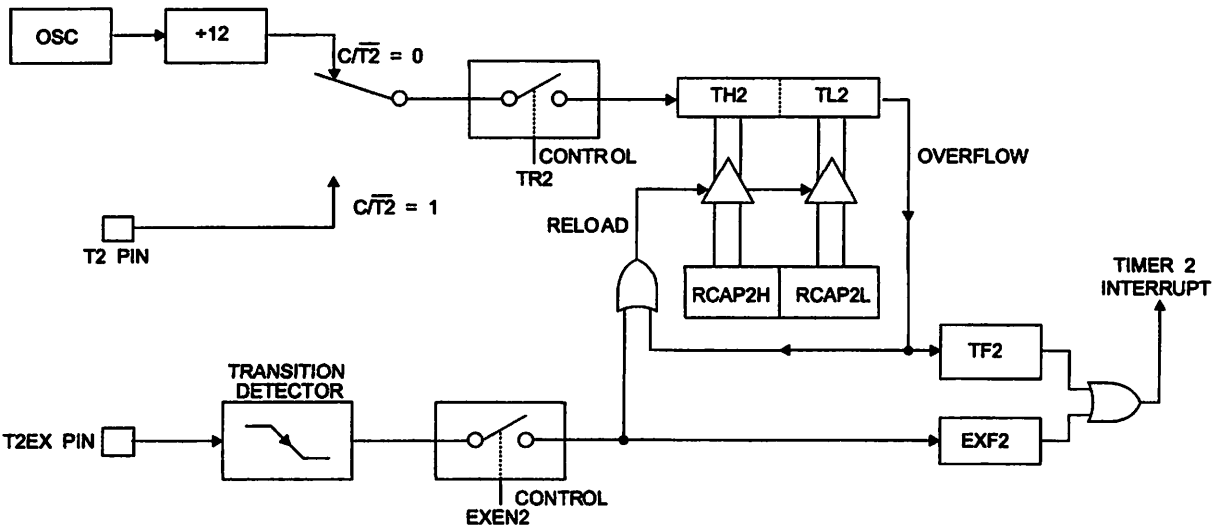 OSC
÷12
C/T2̅ = 0
TH2
TL2
CONTROL
TR2
OVERFLOW
C/T2̅ = 1
T2 PIN
RELOAD
RCAP2H
RCAP2L
TIMER 2
INTERRUPT
TF2
TRANSITION
DETECTOR
T2EX PIN
EXF2
CONTROL
EXEN2